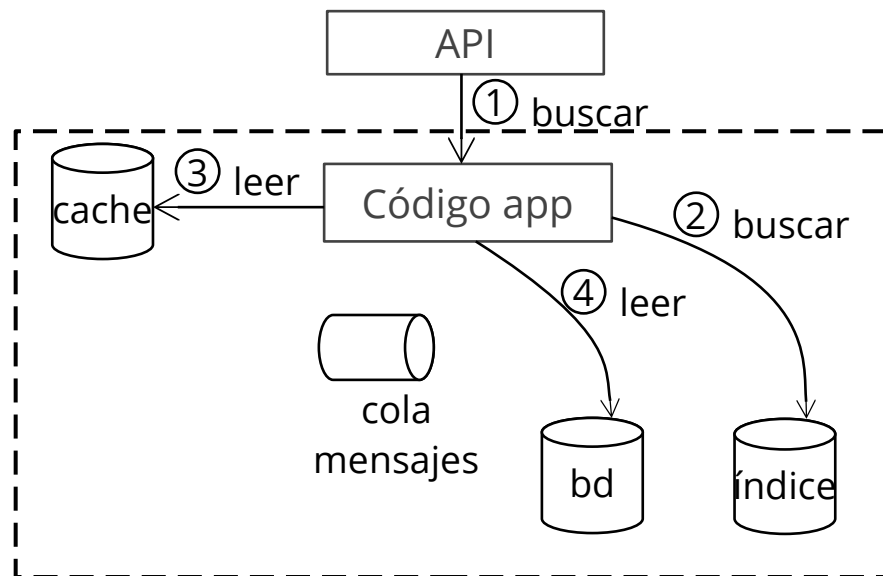 API
① buscar
③ leer
cache
Código app
② buscar
④ leer
cola
mensajes
bd
índice